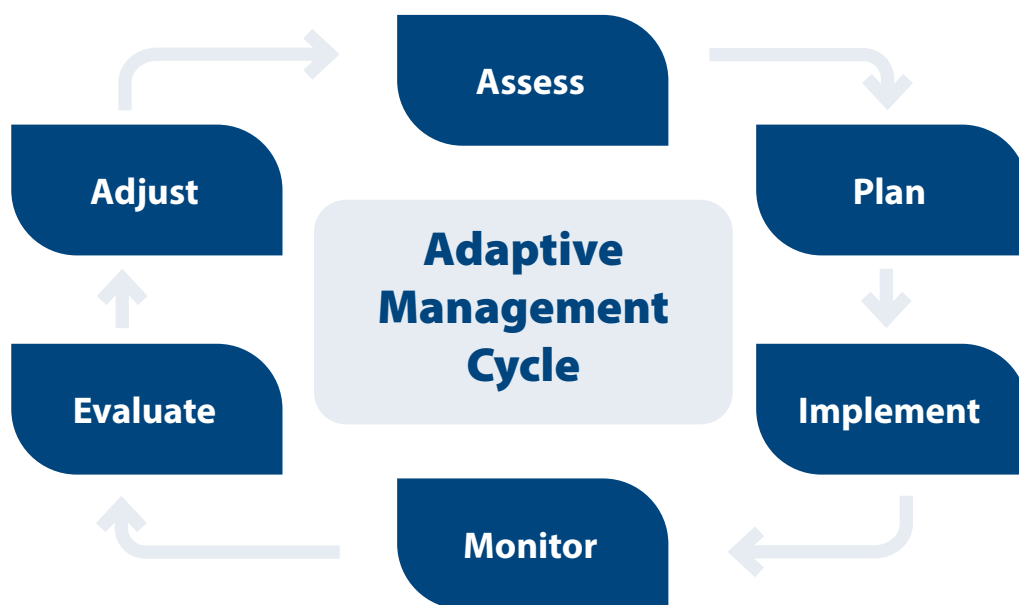 Assess
Adjust
Plan
Adaptive
Management
Cycle
Evaluate
Implement
Monitor